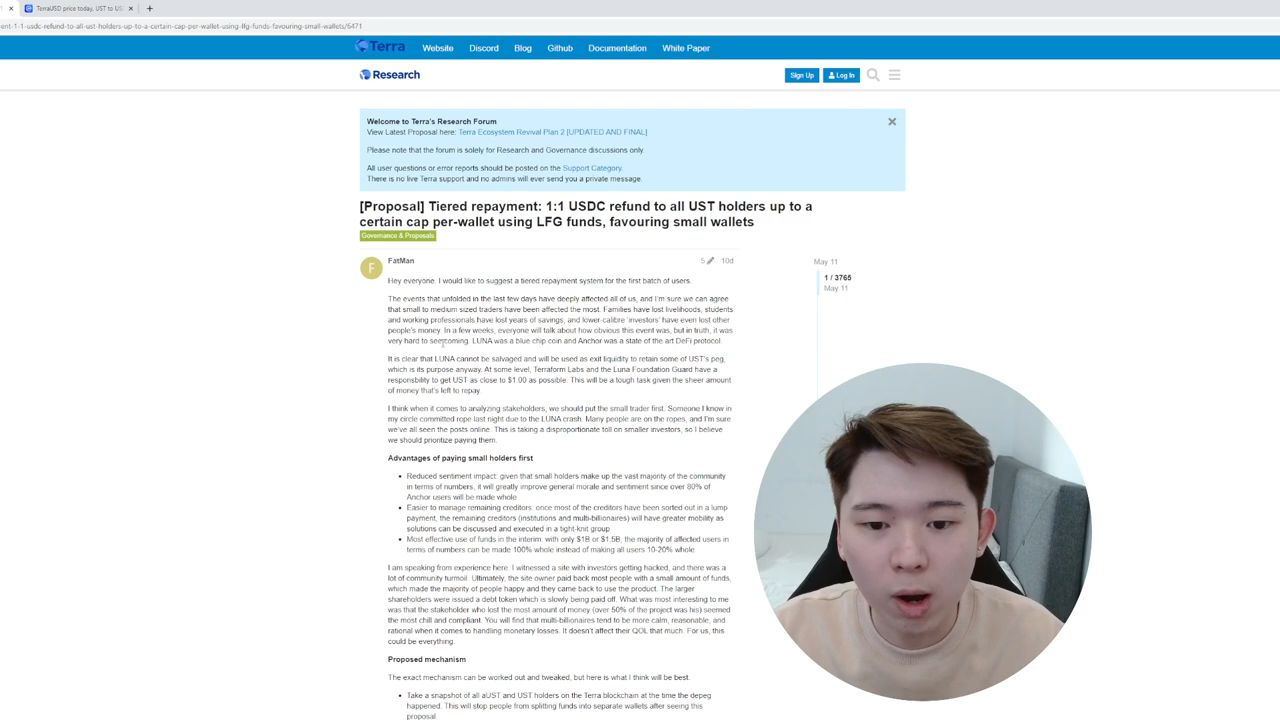 TerraUSD price today, UST to US
ent-1-1-usdc-refund-to-all-ust-holders-up-to-a-certain-cap-per-wallet-using-lfg-funds-favouring-small-wallets/6471
Terra Website Discord Blog Github Documentation White Paper
Research Sign Up Log In
Welcome to Terra's Research Forum
View Latest Proposal here: Terra Ecosystem Revival Plan 2 [UPDATED AND FINAL]
Please note that the forum is solely for Research and Governance discussions only.
All user questions or error reports should be posted on the Support Category.
There is no live Terra support and no admins will ever send you a private message.
[Proposal] Tiered repayment: 1:1 USDC refund to all UST holders up to a
certain cap per-wallet using LFG funds, favouring small wallets
Governance & Proposals
F FatMan 5 10d
May 11
1 / 3765
May 11
Hey everyone. I would like to suggest a tiered repayment system for the first batch of users.
The events that unfolded in the last few days have deeply affected all of us, and I'm sure we can agree
that small to medium sized traders have been affected the most. Families have lost livelihoods, students
and working professionals have lost years of savings, and lower-calibre 'investors' have even lost other
people's money. In a few weeks, everyone will talk about how obvious this event was, but in truth, it was
very hard to see coming. LUNA was a blue chip coin and Anchor was a state of the art DeFi protocol.
It is clear that LUNA cannot be salvaged and will be used as exit liquidity to retain some of UST's peg,
which is its purpose anyway. At some level, Terraform Labs and the Luna Foundation Guard have a
responsbility to get UST as close to $1.00 as possible. This will be a tough task given the sheer amount
of money that's left to repay.
I think when it comes to analyzing stakeholders, we should put the small trader first. Someone I know in
my circle committed rope last night due to the LUNA crash. Many people are on the ropes, and I'm sure
we've all seen the posts online. This is taking a disproportionate toll on smaller investors, so I believe
we should prioritize paying them.
Advantages of paying small holders first
• Reduced sentiment impact: given that small holders make up the vast majority of the community
in terms of numbers, it will greatly improve general morale and sentiment since over 80% of
Anchor users will be made whole
• Easier to manage remaining creditors: once most of the creditors have been sorted out in a lump
payment, the remaining creditors (institutions and multi-billionaires) will have greater mobility as
solutions can be discussed and executed in a tight-knit group
• Most effective use of funds in the interim: with only $1B or $1.5B, the majority of affected users in
terms of numbers can be made 100% whole instead of making all users 10-20% whole.
I am speaking from experience here. I witnessed a site with investors getting hacked, and there was a
lot of community turmoil. Ultimately, the site owner paid back most people with a small amount of funds,
which made the majority of people happy and they came back to use the product. The larger
shareholders were issued a debt token which is slowly being paid off. What was most interesting to me
was that the stakeholder who lost the most amount of money (over 50% of the project was his) seemed
the most chill and compliant. You will find that multi-billionaires tend to be more calm, reasonable, and
rational when it comes to handling monetary losses. It doesn't affect their QOL that much. For us, this
could be everything.
Proposed mechanism
The exact mechanism can be worked out and tweaked, but here is what I think will be best.
• Take a snapshot of all aUST and UST holders on the Terra blockchain at the time the depeg
happened. This will stop people from splitting funds into separate wallets after seeing this
proposal.